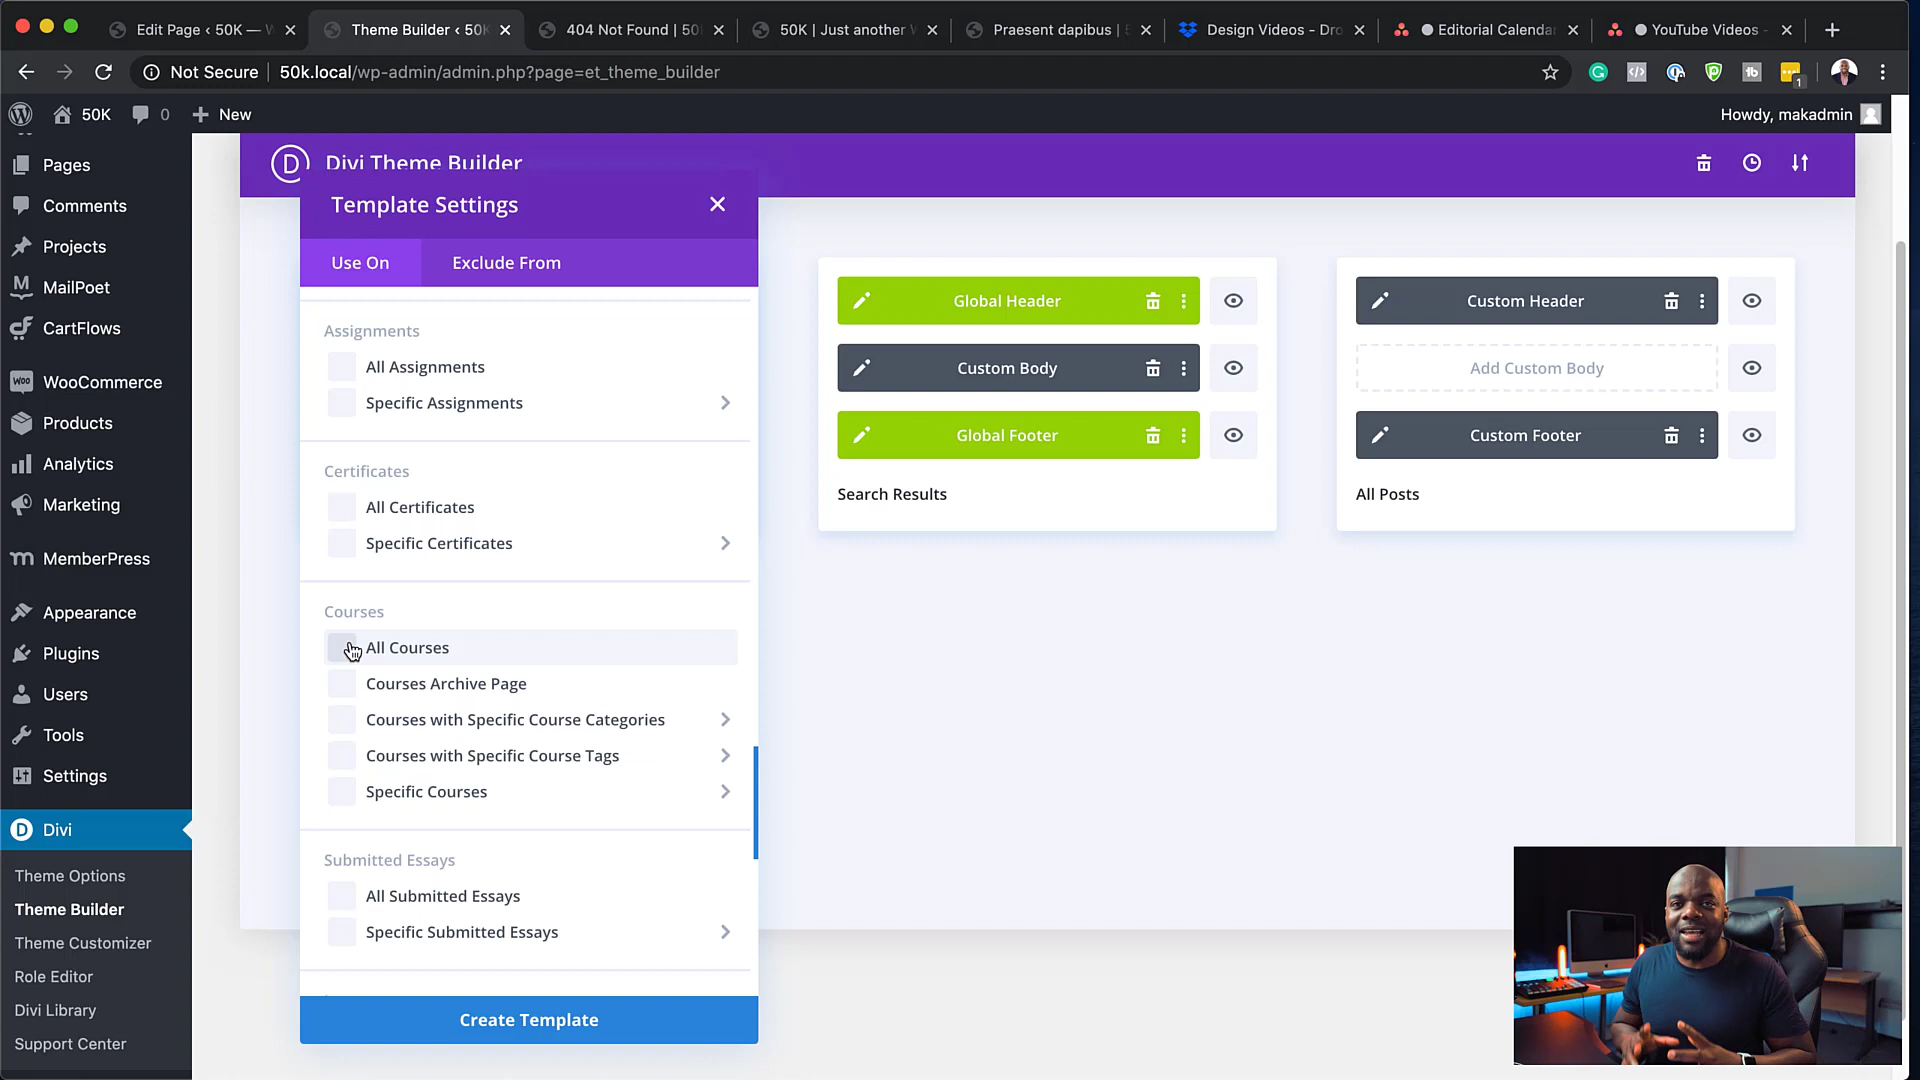 Edit Page ‹ 50K — W
Theme Builder ‹ 50K
404 Not Found | 50
50K | Just another W
Praesent dapibus | 5
Design Videos - Dro
Editorial Calenda
YouTube Videos -
Not Secure | 50k.local/wp-admin/admin.php?page=et_theme_builder
1
50K
0
New
Howdy, makadmin
Pages
Comments
Projects
MailPoet
CartFlows
WooCommerce
Products
Analytics
Marketing
MemberPress
Appearance
Plugins
Users
Tools
Settings
Divi
Theme Options
Theme Builder
Theme Customizer
Role Editor
Divi Library
Support Center
Divi Theme Builder
Template Settings
Use On
Exclude From
Assignments
All Assignments
Specific Assignments
Certificates
All Certificates
Specific Certificates
Courses
All Courses
Courses Archive Page
Courses with Specific Course Categories
Courses with Specific Course Tags
Specific Courses
Submitted Essays
All Submitted Essays
Specific Submitted Essays
Create Template
Global Header
Custom Body
Global Footer
Search Results
Custom Header
Add Custom Body
Custom Footer
All Posts